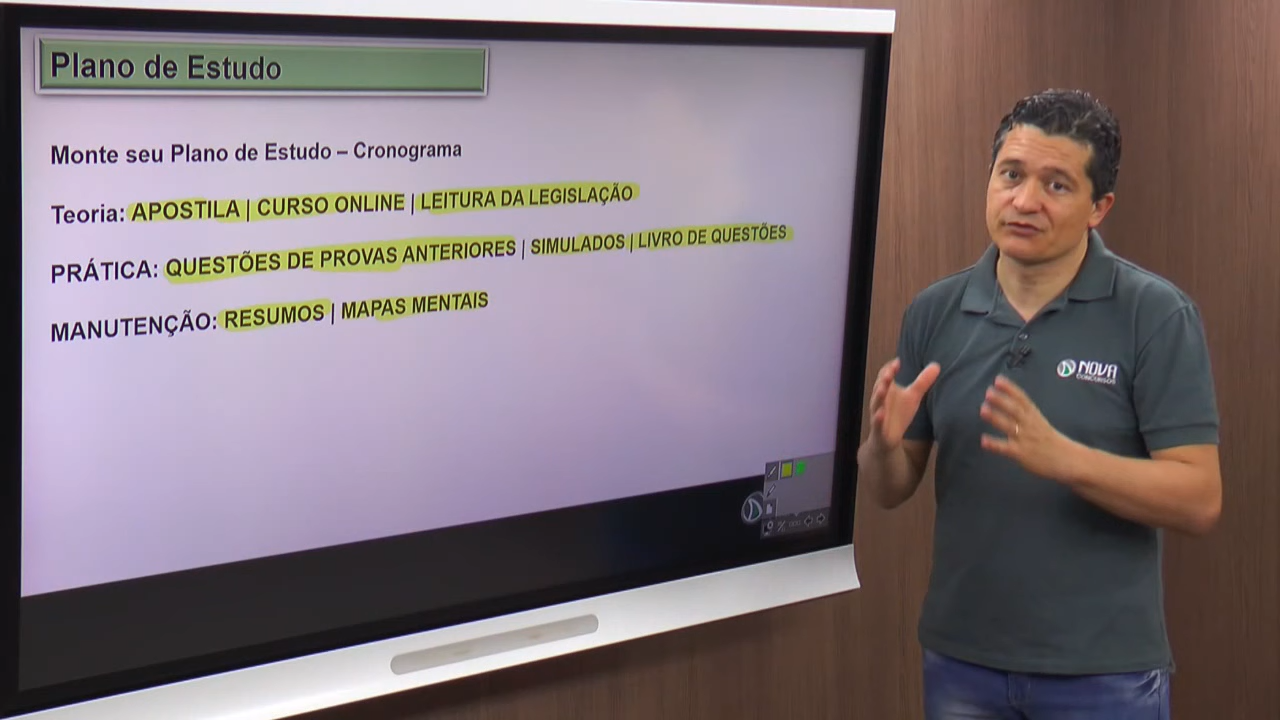 Plano de Estudo
Monte seu Plano de Estudo – Cronograma
Teoria: APOSTILA | CURSO ONLINE | LEITURA DA LEGISLAÇÃO
PRÁTICA: QUESTÕES DE PROVAS ANTERIORES | SIMULADOS | LIVRO DE QUESTÕES
MANUTENÇÃO: RESUMOS | MAPAS MENTAIS
NOVA
CONCURSOS